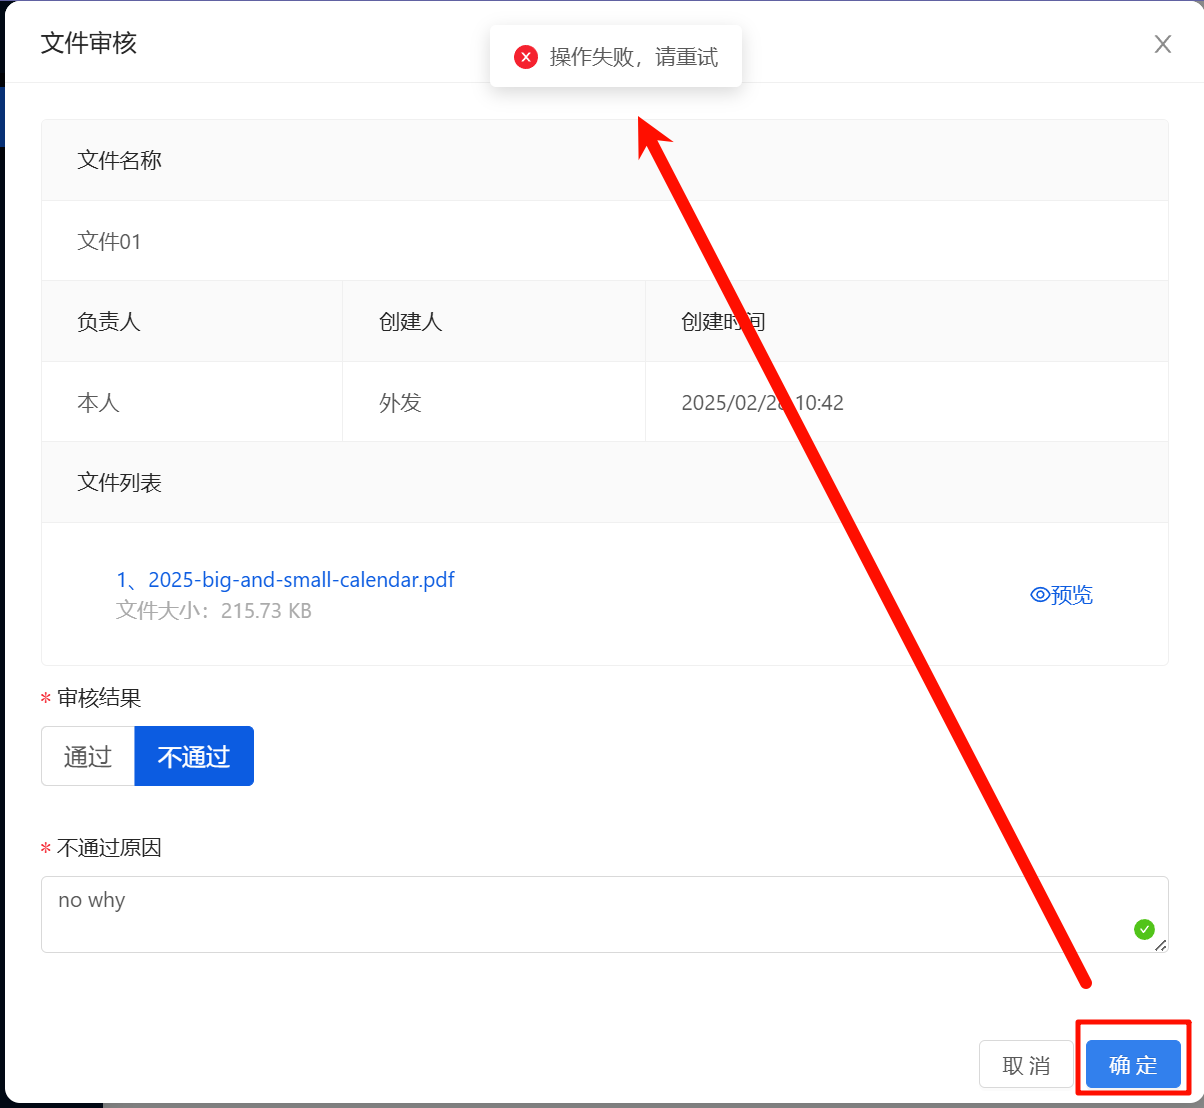 文件审核
操作失败，请重试
文件名称
文件01
负责人 创建人 创建时间
本人 外发 2025/02/28 10:42
文件列表
1、2025-big-and-small-calendar.pdf
文件大小：215.73 KB
预览
* 审核结果
通过 不通过
* 不通过原因
no why
取 消 确 定